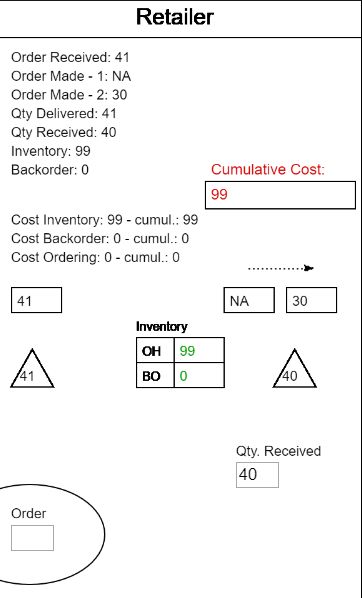 Retailer
Order Received: 41
Order Made - 1: NA
Order Made - 2: 30
Qty Delivered: 41
Qty Received: 40
Inventory: 99
Backorder: 0
Cumulative Cost:
99
Cost Inventory: 99 - cumul.: 99
Cost Backorder: 0 - cumul.: 0
Cost Ordering: 0 - cumul.: 0
41 NA 30
Inventory
OH 99
BO 0
41 40
Qty. Received
40
Order